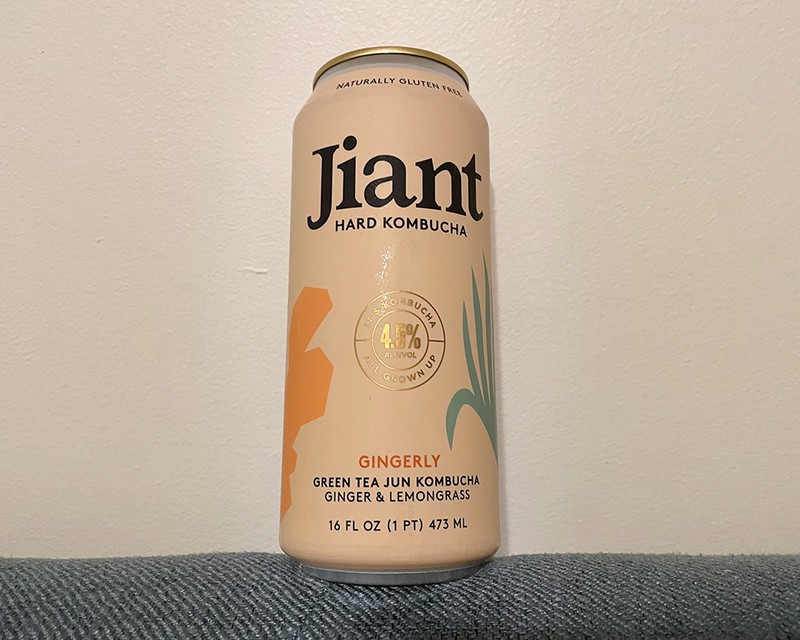 NATURALLY GLUTEN FREE
Jiant
HARD KOMBUCHA
KOMBUCHA
4.5%
ALC/VOL
ALL GROWN UP
GINGERLY
GREEN TEA JUN KOMBUCHA
GINGER & LEMONGRASS
16 FL OZ (1 PT) 473 ML